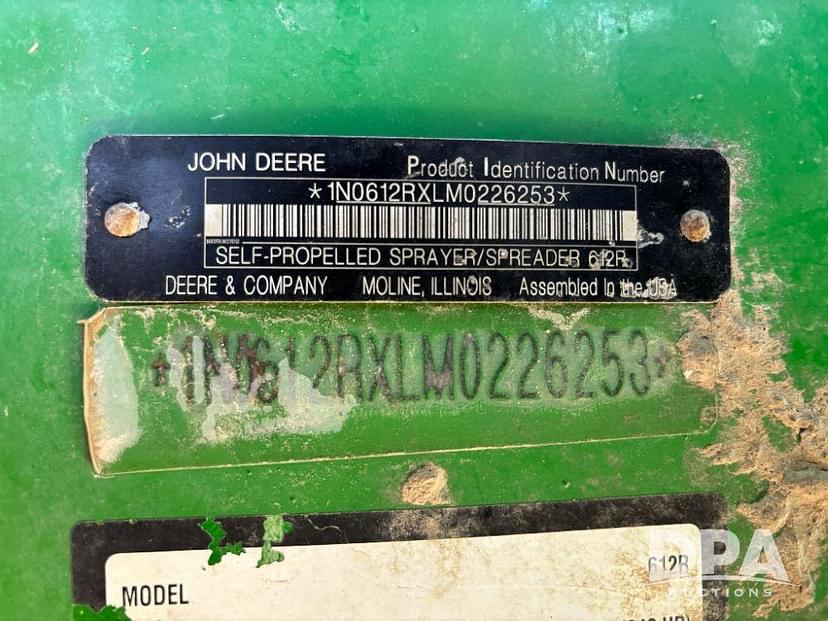 JOHN DEERE Product Identification Number
*1N0612RXLM0226253*
SELF-PROPELLED SPRAYER/SPREADER 612R
DEERE & COMPANY MOLINE, ILLINOIS Assembled in the USA
*1N0612RXLM0226253*
MODEL 612R
DPA
AUCTIONS